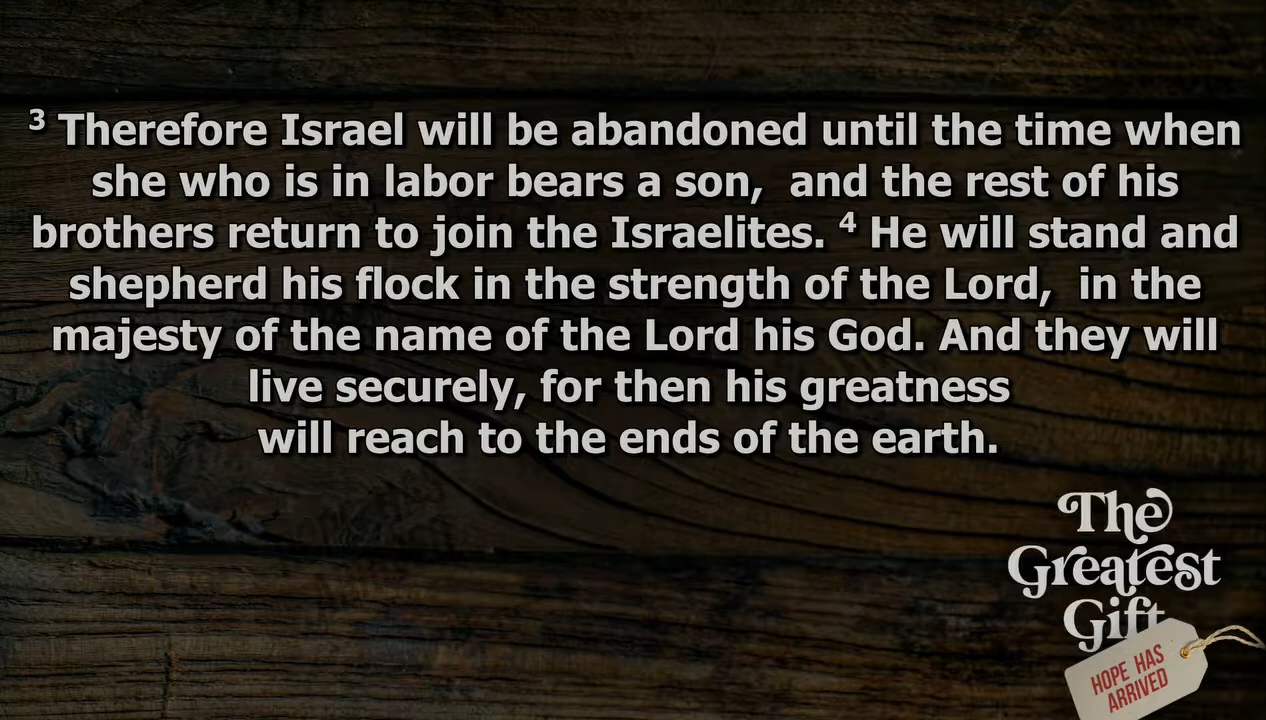 3 Therefore Israel will be abandoned until the time when
she who is in labor bears a son,  and the rest of his
brothers return to join the Israelites. 4 He will stand and
shepherd his flock in the strength of the Lord,  in the
majesty of the name of the Lord his God. And they will
live securely, for then his greatness
will reach to the ends of the earth.
The
Greatest
Gift
HOPE HAS
ARRIVED